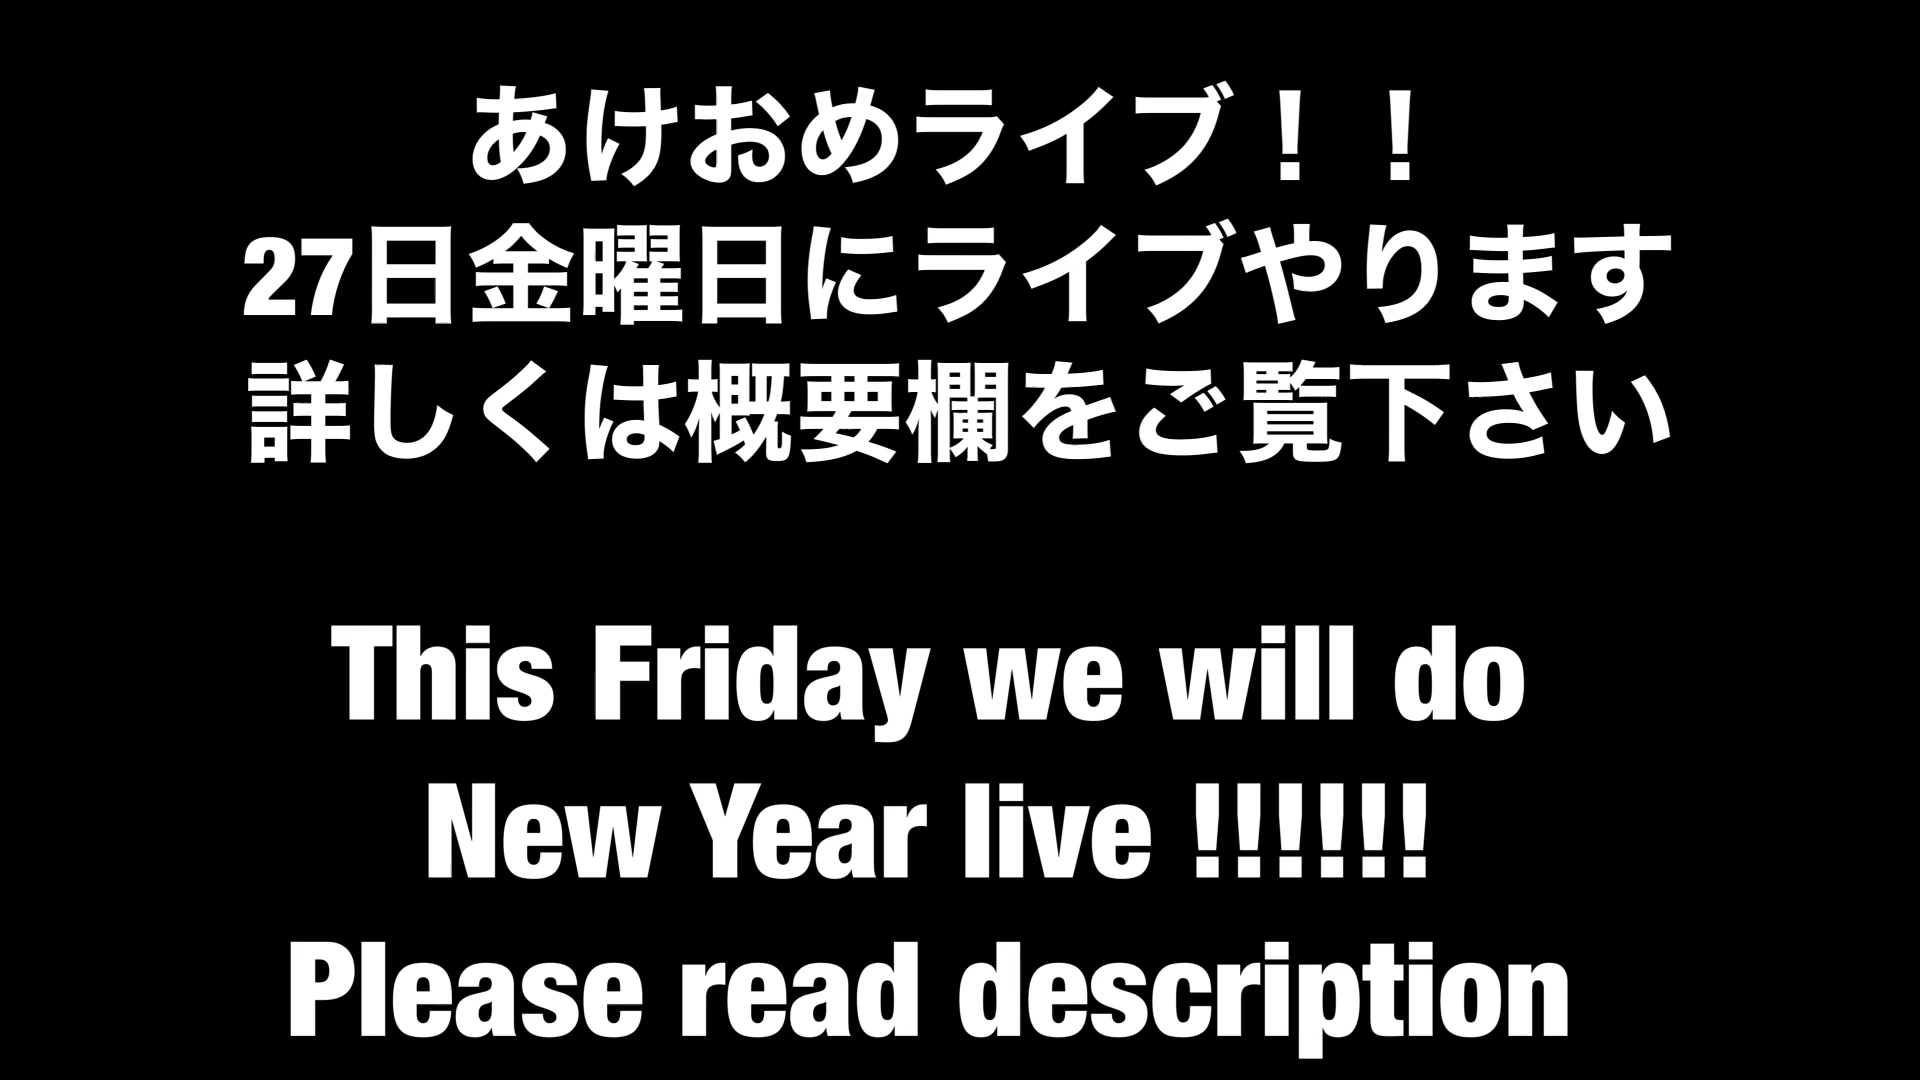 あけおめライブ！！
27日金曜日にライブやります
詳しくは概要欄をご覧下さい
This Friday we will do
New Year live !!!!!!
Please read description